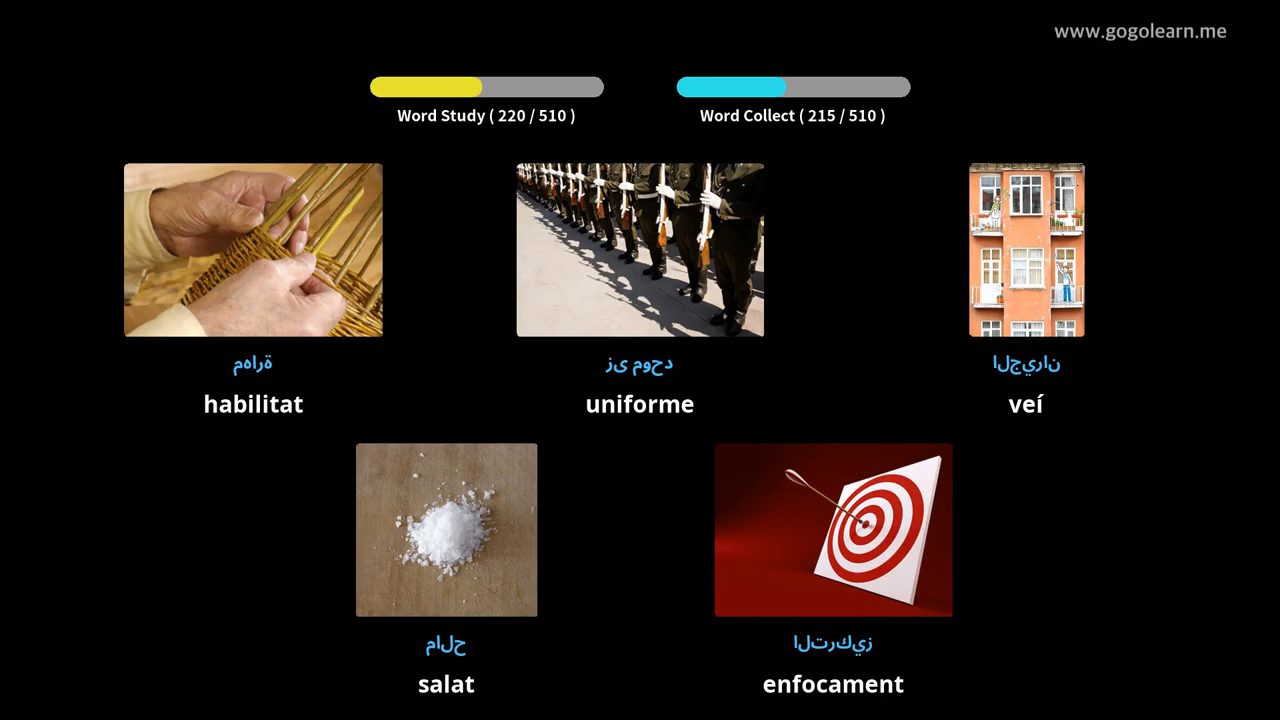 www.gogolearn.me
Word Study ( 220 / 510 )
Word Collect ( 215 / 510 )
مهارة
زى موحد
الجيران
habilitat
uniforme
veí
مالح
التركيز
salat
enfocament